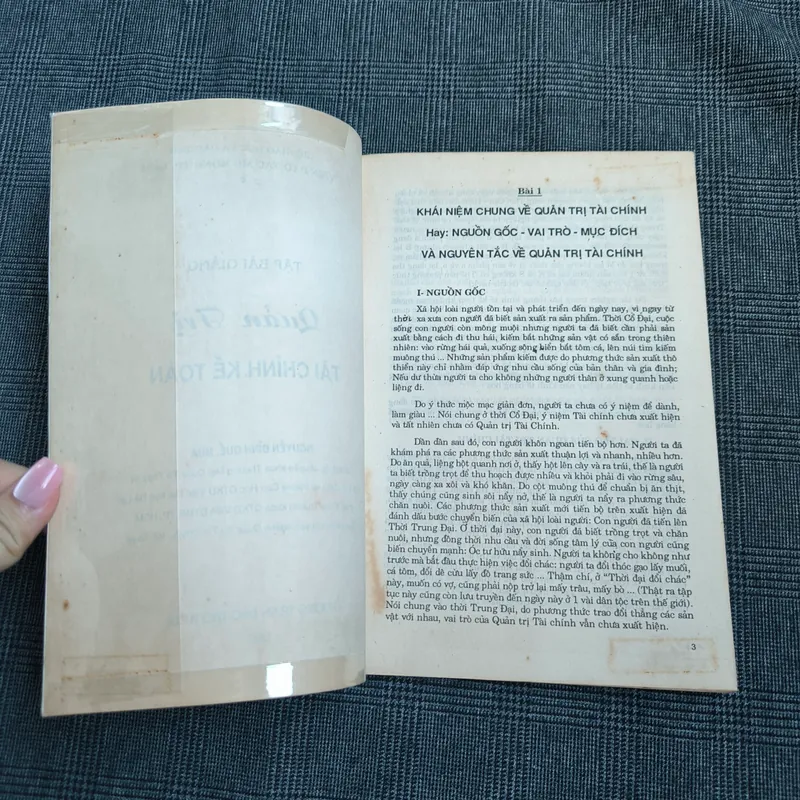 TẬP BÀI GIẢNG
Quản Trị
TÀI CHÍNH KẾ TOÁN
Bài 1
KHÁI NIỆM CHUNG VỀ QUẢN TRỊ TÀI CHÍNH
Hay: NGUỒN GỐC - VAI TRÒ - MỤC ĐÍCH
VÀ NGUYÊN TẮC VỀ QUẢN TRỊ TÀI CHÍNH
I- NGUỒN GỐC
Xã hội loài người tồn tại và phát triển đến ngày nay, vì ngay từ
thời xa xưa con người đã biết sản xuất ra sản phẩm. Thời Cổ Đại, cuộc
sống con người còn mông muội nhưng người ta đã biết cần phải sản
xuất bằng cách đi thu hái, kiếm những sản vật có sẵn trong thiên
nhiên: vào rừng hái quả, xuống sông biển bắt tôm cá, lên núi tìm kiếm
muông thú ... Những sản phẩm kiếm được do phương thức sản xuất thô
thiển này chỉ nhằm đáp ứng nhu cầu sống của bản thân và gia đình;
Nếu dư thừa người ta cho không những người thân ở xung quanh hoặc
liệng đi.
Do ý thức mộc mạc giản đơn, người ta chưa có ý niệm để dành,
làm giàu ... Nói chung ở thời Cổ Đại, ý niệm Tài Chính chưa xuất hiện
và tất nhiên chưa có Quản trị Tài Chính.
Dần dần sau đó, con người khôn ngoan tiến bộ hơn. Người ta đã
khám phá ra các phương thức sản xuất thuận lợi và nhanh, nhiều hơn.
Do ăn quả, liệng hột quanh nơi ở, thấy hột lên cây và ra trái, thế là người
ta biết trồng trọt để thu hoạch được nhiều và khỏi phải đi vào rừng sâu,
ngày càng xa xôi và khó khăn. Do cột muông thú để chuẩn bị ăn thịt,
thấy chúng cũng sinh sôi nẩy nở, thế là người ta nẩy ra phương thức
chăn nuôi. Các phương thức sản xuất mới tiến bộ trên xuất hiện đã
đánh dấu bước chuyển biến của xã hội loài người: Con người đã tiến lên
Thời Trung Đại. Ở thời đại này, con người đã biết trồng trọt và chăn
nuôi, nhưng đồng thời nhu cầu và đời sống tâm lý của con người cũng
biến chuyển mạnh: Óc tư hữu nẩy sinh. Người ta không cho không như
trước mà bắt đầu thực hiện việc đổi chác: người ta đổi thóc gạo lấy muối,
cá tôm, đổi dê cừu lấy đồ trang sức ... Thậm chí, ở "Thời đại đổi chác"
này, muốn có vợ, cũng phải nộp trở lại mấy trâu, mấy bò ... (Thật ra tập
tục này cũng còn lưu truyền đến ngày nay ở 1 vài dân tộc trên thế giới).
Nói chung vào thời Trung Đại, do phương thức trao đổi thẳng các sản
vật với nhau, vai trò của Quản trị Tài chính vẫn chưa xuất hiện.
3